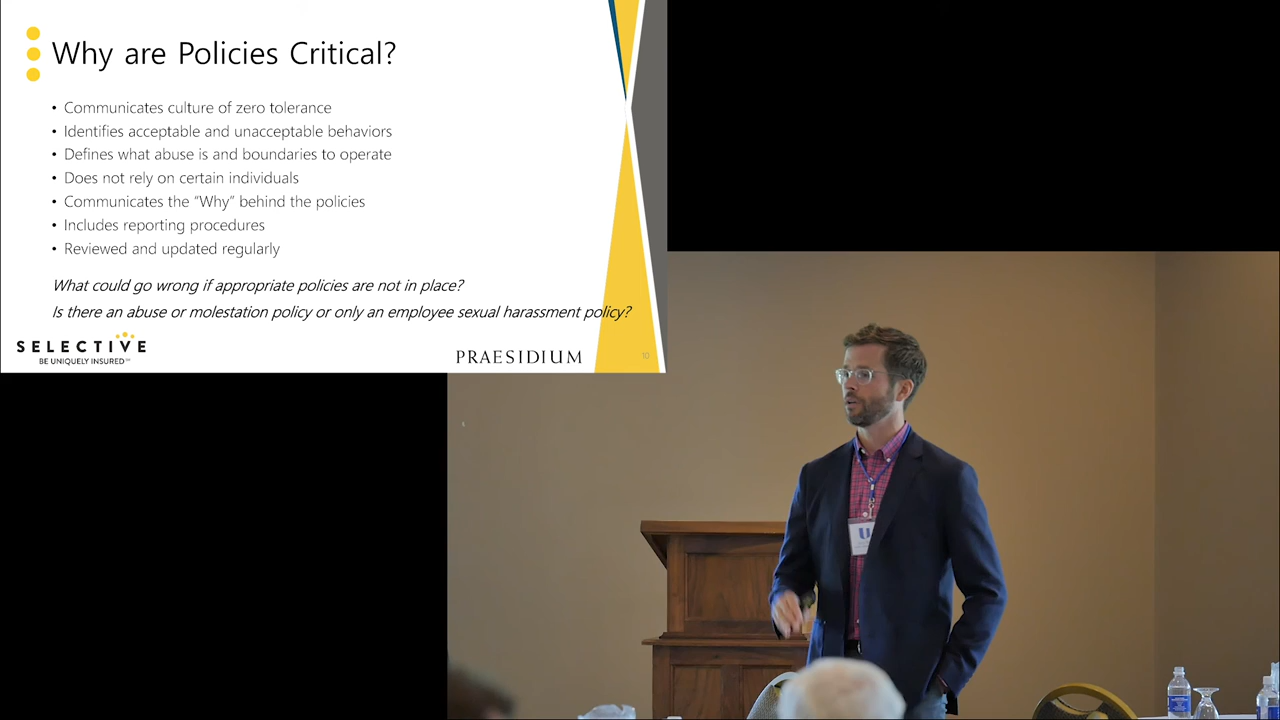 Why are Policies Critical?
• Communicates culture of zero tolerance
• Identifies acceptable and unacceptable behaviors
• Defines what abuse is and boundaries to operate
• Does not rely on certain individuals
• Communicates the “Why” behind the policies
• Includes reporting procedures
• Reviewed and updated regularly
What could go wrong if appropriate policies are not in place?
Is there an abuse or molestation policy or only an employee sexual harassment policy?
SELECTIVE
BE UNIQUELY INSURED℠
PRAESIDIUM
10
U